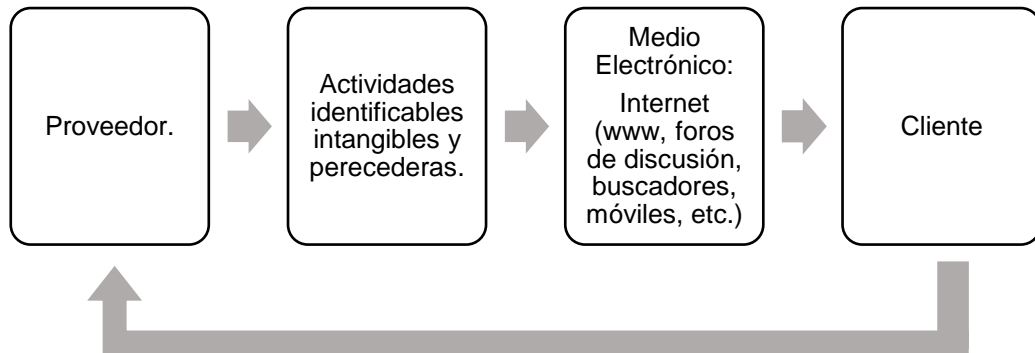 Proveedor.
Actividades
identificables
intangibles y
perecederas.
Medio
Electrónico:
Internet
(www, foros
de discusión,
buscadores,
móviles, etc.)
Cliente